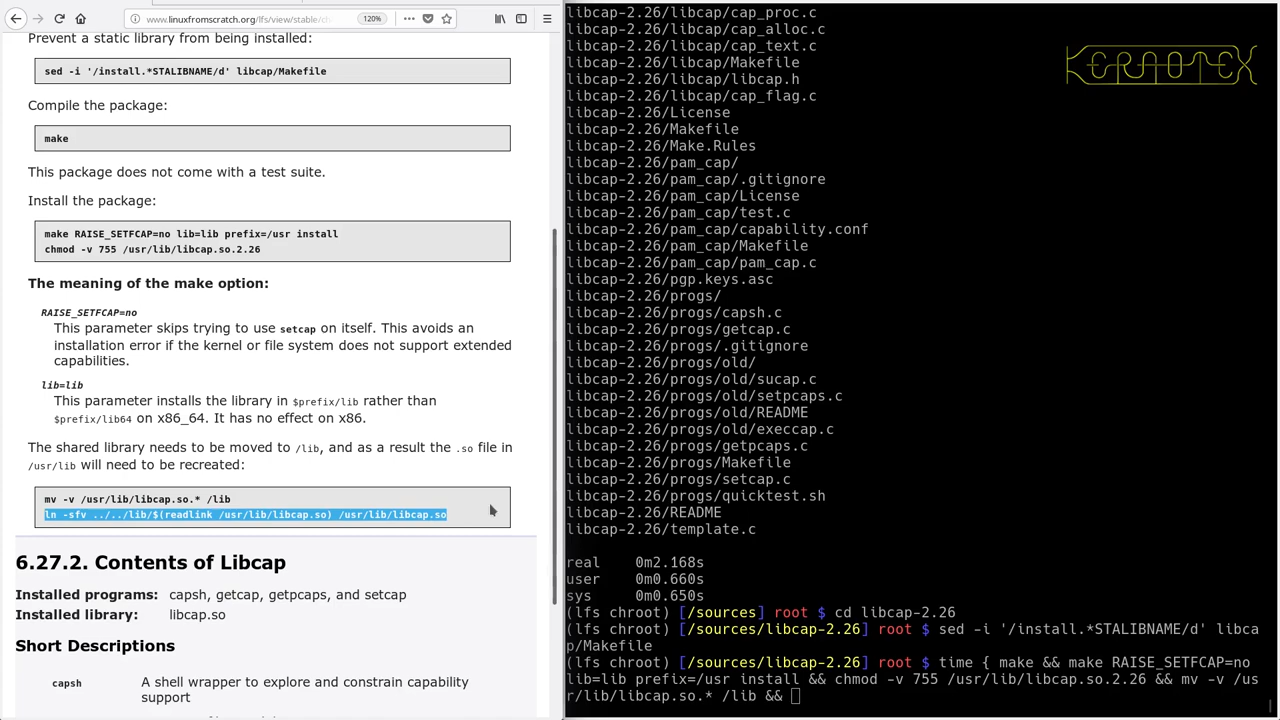 www.linuxfromscratch.org/lfs/view/stable/
120%
Prevent a static library from being installed:
sed -i '/install.*STALIBNAME/d' libcap/Makefile
Compile the package:
make
This package does not come with a test suite.
Install the package:
make RAISE_SETFCAP=no lib=lib prefix=/usr install
chmod -v 755 /usr/lib/libcap.so.2.26
The meaning of the make option:
RAISE_SETFCAP=no
This parameter skips trying to use setcap on itself. This avoids an
installation error if the kernel or file system does not support extended
capabilities.
lib=lib
This parameter installs the library in $prefix/lib rather than
$prefix/lib64 on x86_64. It has no effect on x86.
The shared library needs to be moved to /lib, and as a result the .so file in
/usr/lib will need to be recreated:
mv -v /usr/lib/libcap.so.* /lib
ln -sfv ../../lib/$(readlink /usr/lib/libcap.so) /usr/lib/libcap.so
6.27.2. Contents of Libcap
Installed programs: capsh, getcap, getpcaps, and setcap
Installed library: libcap.so
Short Descriptions
capsh A shell wrapper to explore and constrain capability
support
libcap-2.26/libcap/cap_proc.c
libcap-2.26/libcap/cap_alloc.c
libcap-2.26/libcap/cap_text.c
libcap-2.26/libcap/Makefile
libcap-2.26/libcap/libcap.h
libcap-2.26/libcap/cap_flag.c
libcap-2.26/License
libcap-2.26/Makefile
libcap-2.26/Make.Rules
libcap-2.26/pam_cap/
libcap-2.26/pam_cap/.gitignore
libcap-2.26/pam_cap/License
libcap-2.26/pam_cap/test.c
libcap-2.26/pam_cap/capability.conf
libcap-2.26/pam_cap/Makefile
libcap-2.26/pam_cap/pam_cap.c
libcap-2.26/pgp.keys.asc
libcap-2.26/progs/
libcap-2.26/progs/capsh.c
libcap-2.26/progs/getcap.c
libcap-2.26/progs/.gitignore
libcap-2.26/progs/old/
libcap-2.26/progs/old/sucap.c
libcap-2.26/progs/old/setpcaps.c
libcap-2.26/progs/old/README
libcap-2.26/progs/old/execcap.c
libcap-2.26/progs/getpcaps.c
libcap-2.26/progs/Makefile
libcap-2.26/progs/setcap.c
libcap-2.26/progs/quicktest.sh
libcap-2.26/README
libcap-2.26/template.c
real 0m2.168s
user 0m0.660s
sys 0m0.650s
(lfs chroot) [/sources] root $ cd libcap-2.26
(lfs chroot) [/sources/libcap-2.26] root $ sed -i '/install.*STALIBNAME/d' libca
p/Makefile
(lfs chroot) [/sources/libcap-2.26] root $ time { make && make RAISE_SETFCAP=no
lib=lib prefix=/usr install && chmod -v 755 /usr/lib/libcap.so.2.26 && mv -v /us
r/lib/libcap.so.* /lib &&
KERNOTEX